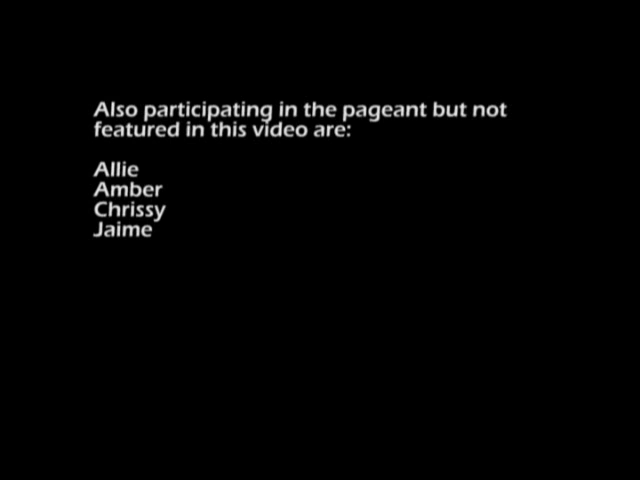 Also participating in the pageant but not
featured in this video are:
Allie
Amber
Chrissy
Jaime